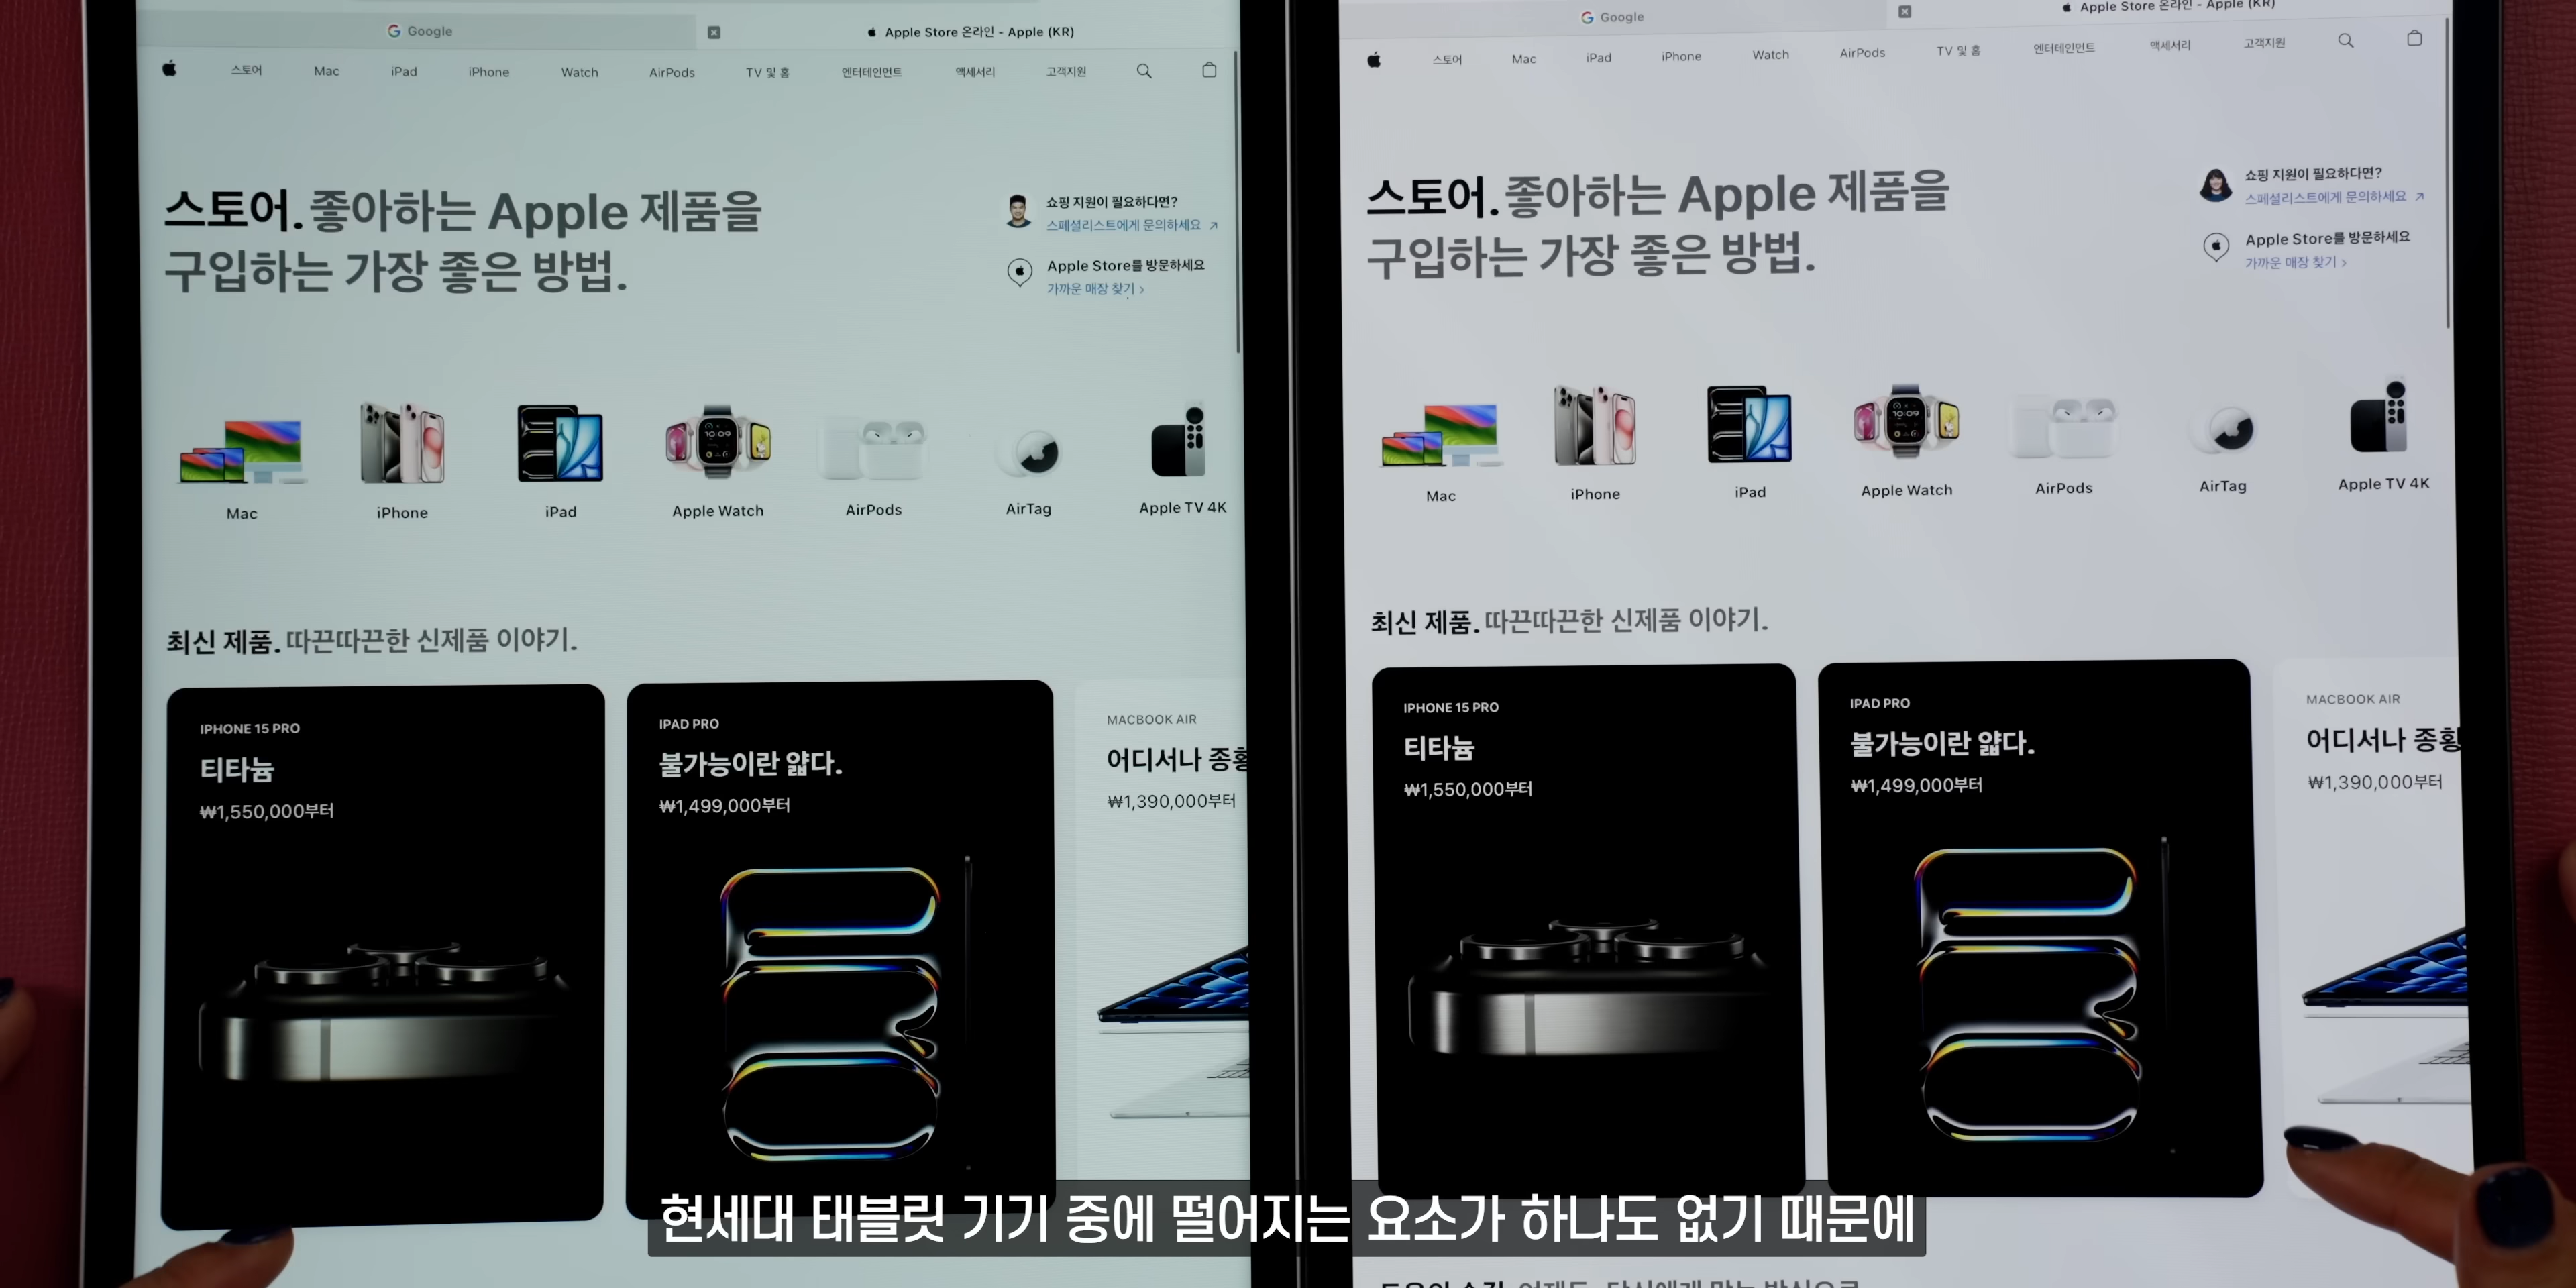 Google
Apple Store 온라인 - Apple (KR)
스토어 Mac iPad iPhone Watch AirPods TV 및 홈 엔터테인먼트 액세서리 고객지원
스토어. 좋아하는 Apple 제품을
구입하는 가장 좋은 방법.
쇼핑 지원이 필요하다면?
스페셜리스트에게 문의하세요 ↗
Apple Store를 방문하세요
가까운 매장 찾기 >
Mac iPhone iPad Apple Watch AirPods AirTag Apple TV 4K
최신 제품. 따끈따끈한 신제품 이야기.
IPHONE 15 PRO
티타늄
₩1,550,000부터
IPAD PRO
불가능이란 얇다.
₩1,499,000부터
MACBOOK AIR
어디서나 종횡
₩1,390,000부터
Google
Apple Store 온라인 - Apple (KR)
스토어 Mac iPad iPhone Watch AirPods TV 및 홈 엔터테인먼트 액세서리 고객지원
스토어. 좋아하는 Apple 제품을
구입하는 가장 좋은 방법.
쇼핑 지원이 필요하다면?
스페셜리스트에게 문의하세요 ↗
Apple Store를 방문하세요
가까운 매장 찾기 >
Mac iPhone iPad Apple Watch AirPods AirTag Apple TV 4K
최신 제품. 따끈따끈한 신제품 이야기.
IPHONE 15 PRO
티타늄
₩1,550,000부터
IPAD PRO
불가능이란 얇다.
₩1,499,000부터
MACBOOK AIR
어디서나 종횡
₩1,390,000부터
현세대 태블릿 기기 중에 떨어지는 요소가 하나도 없기 때문에